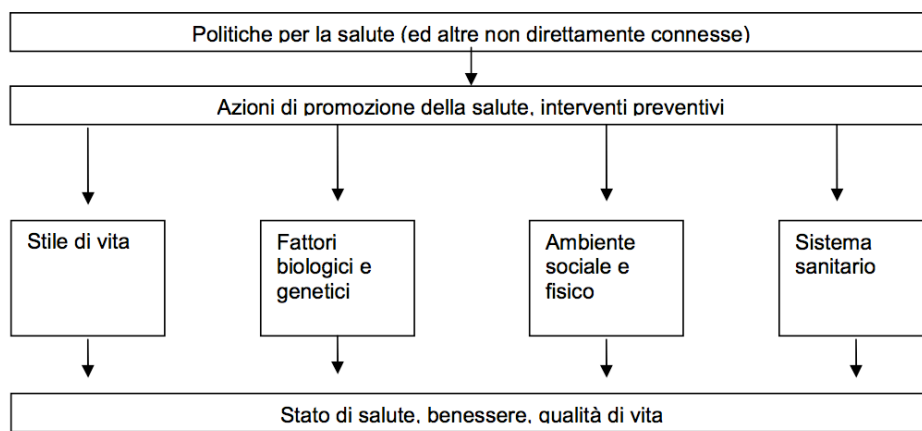 Politiche per la salute (ed altre non direttamente connesse)
Azioni di promozione della salute, interventi preventivi
Stile di vita
Fattori
biologici e
genetici
Ambiente
sociale e
fisico
Sistema
sanitario
Stato di salute, benessere, qualità di vita